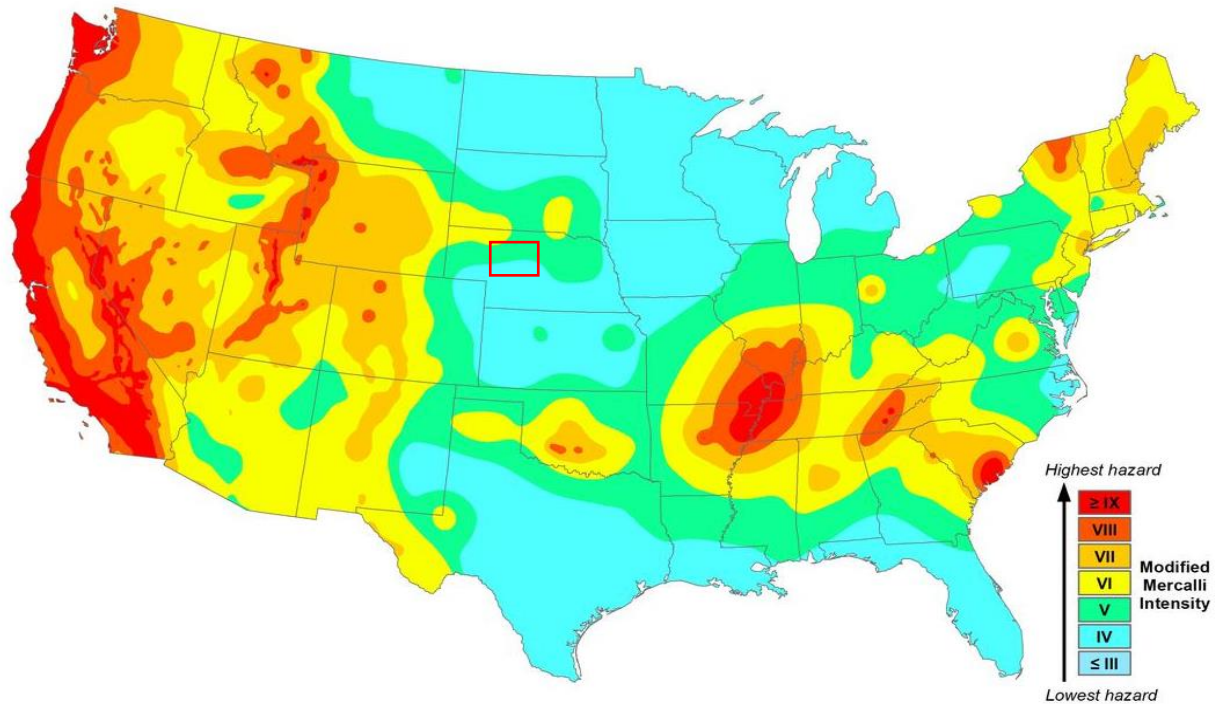 Highest hazard
≥ IX
VIII
VII
VI
V
IV
≤ III
Modified
Mercalli
Intensity
Lowest hazard